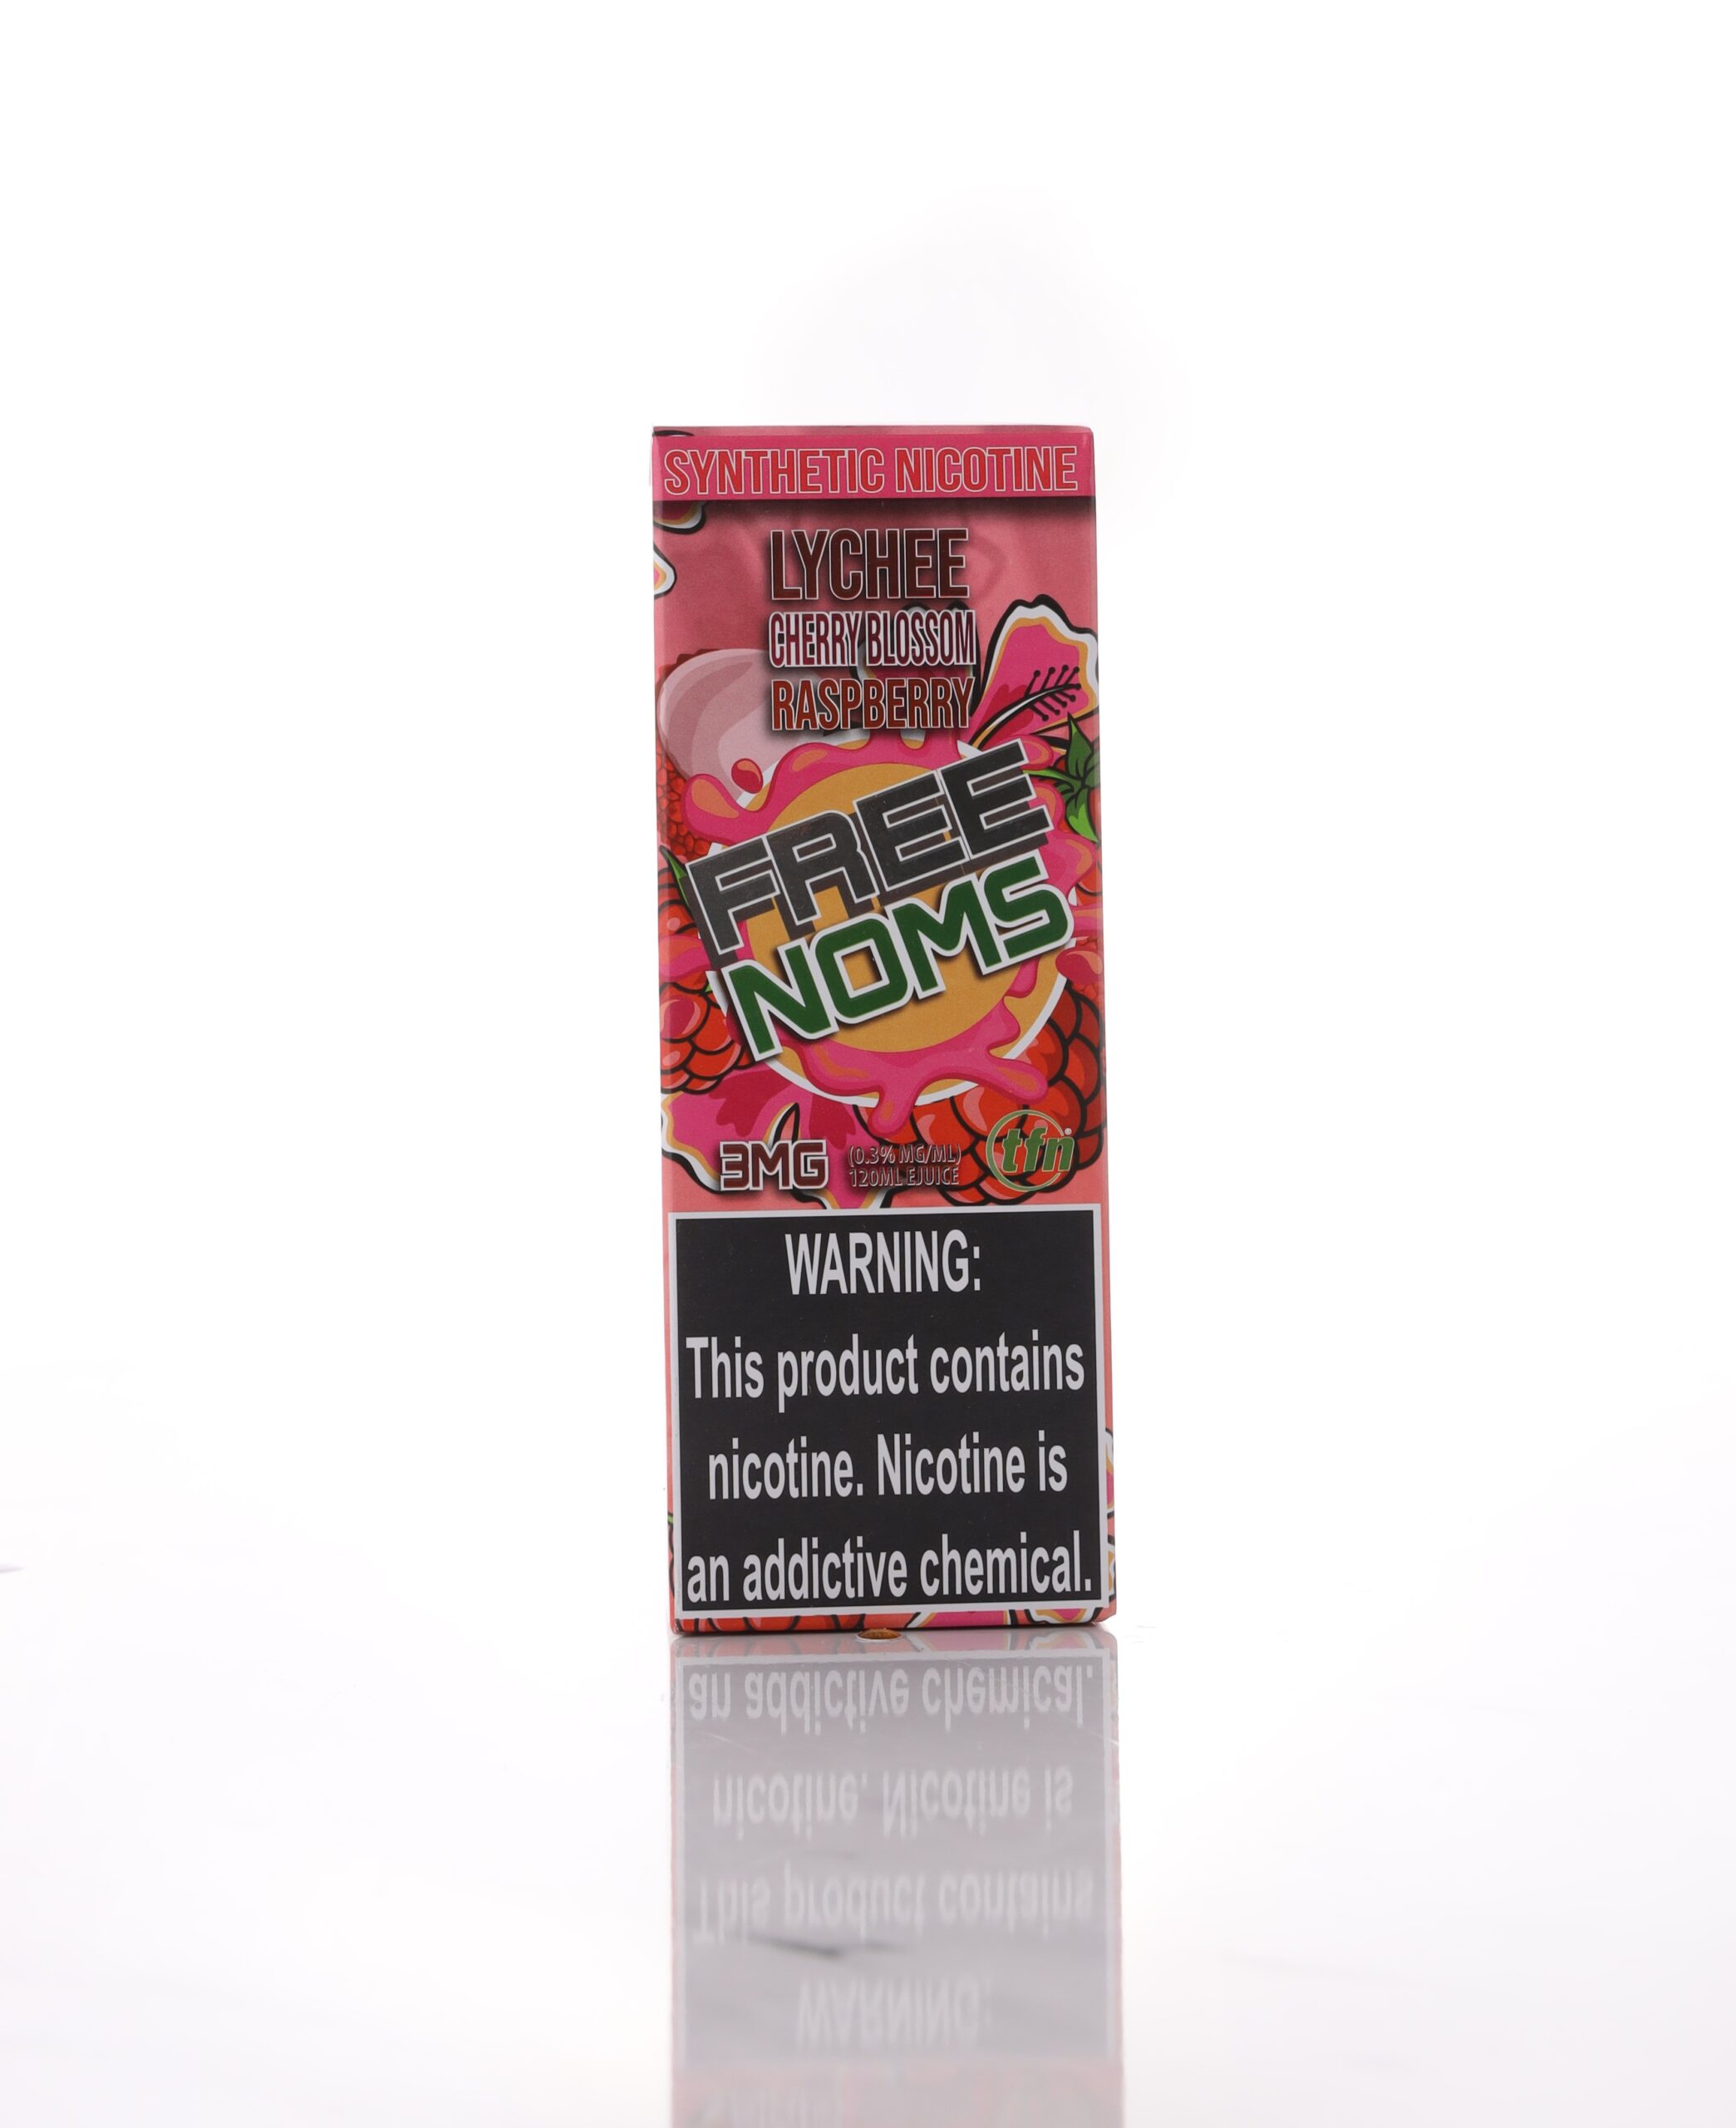 SYNTHETIC NICOTINE
LYCHEE
CHERRY BLOSSOM
RASPBERRY
FREE
NOMS
3MG
(0.3% MG/ML)
120ML EJUICE
tfn
WARNING:
This product contains
nicotine. Nicotine is
an addictive chemical.